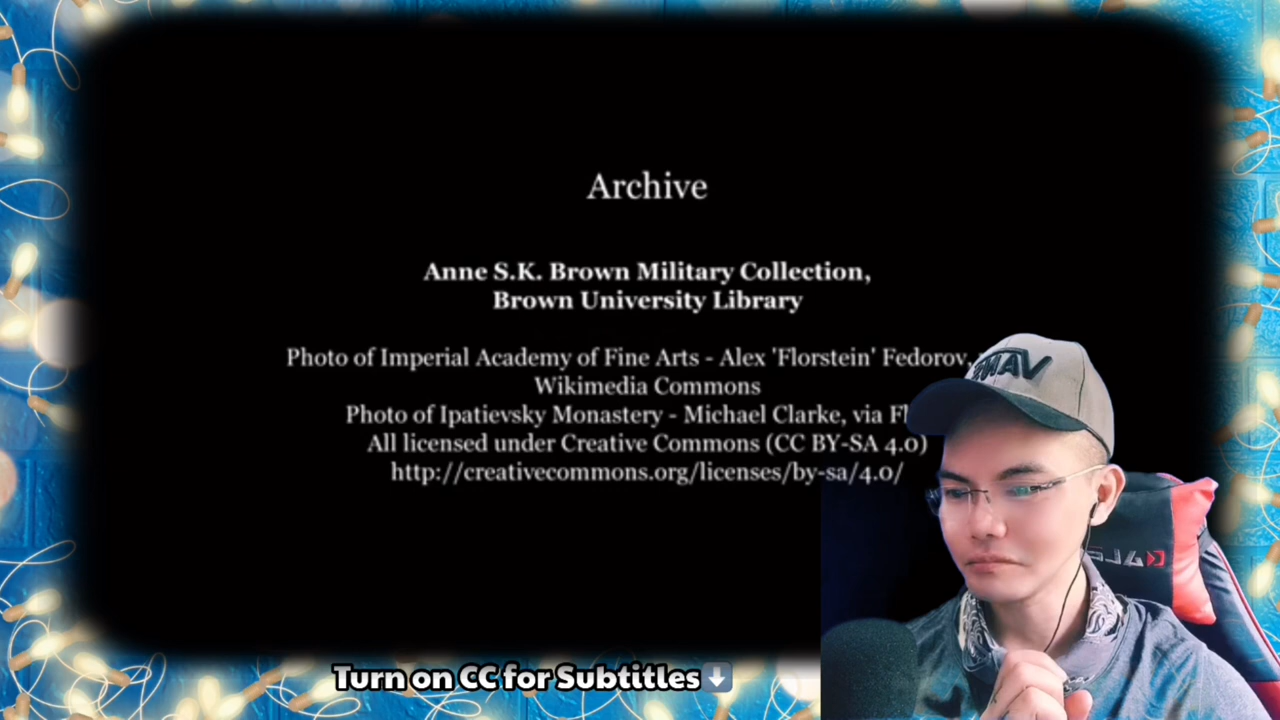 Archive
Anne S.K. Brown Military Collection,
Brown University Library
Photo of Imperial Academy of Fine Arts - Alex 'Florstein' Fedorov,
Wikimedia Commons
Photo of Ipatievsky Monastery - Michael Clarke, via
All licensed under Creative Commons (CC BY-SA 4.0)
http://creativecommons.org/licenses/by-sa/4.0/
Turn on CC for Subtitles